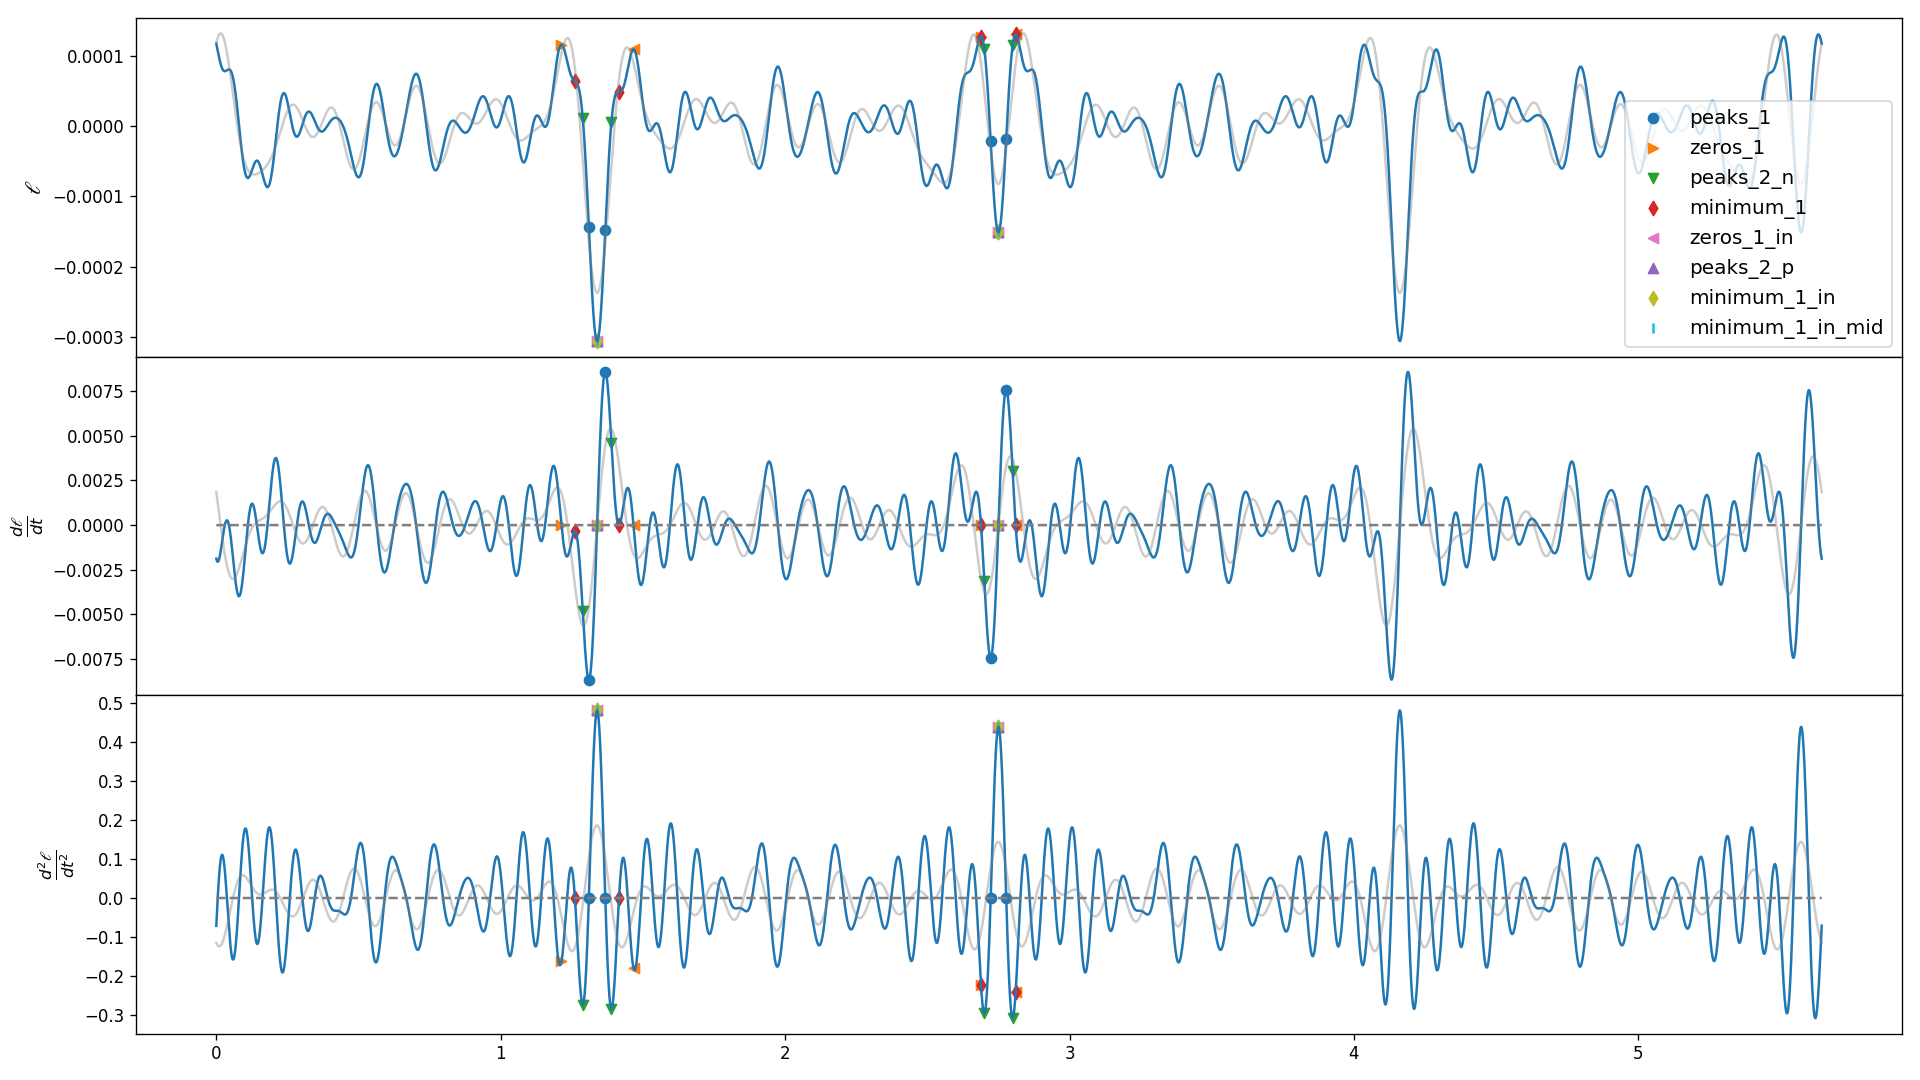 0.0001
0.0000
−0.0001
−0.0002
−0.0003
ℓ
peaks_1
zeros_1
peaks_2_n
minimum_1
zeros_1_in
peaks_2_p
minimum_1_in
minimum_1_in_mid
0.0075
0.0050
0.0025
0.0000
−0.0025
−0.0050
−0.0075
dℓ/dt
0.5
0.4
0.3
0.2
0.1
0.0
−0.1
−0.2
−0.3
d²ℓ/dt²
0 1 2 3 4 5